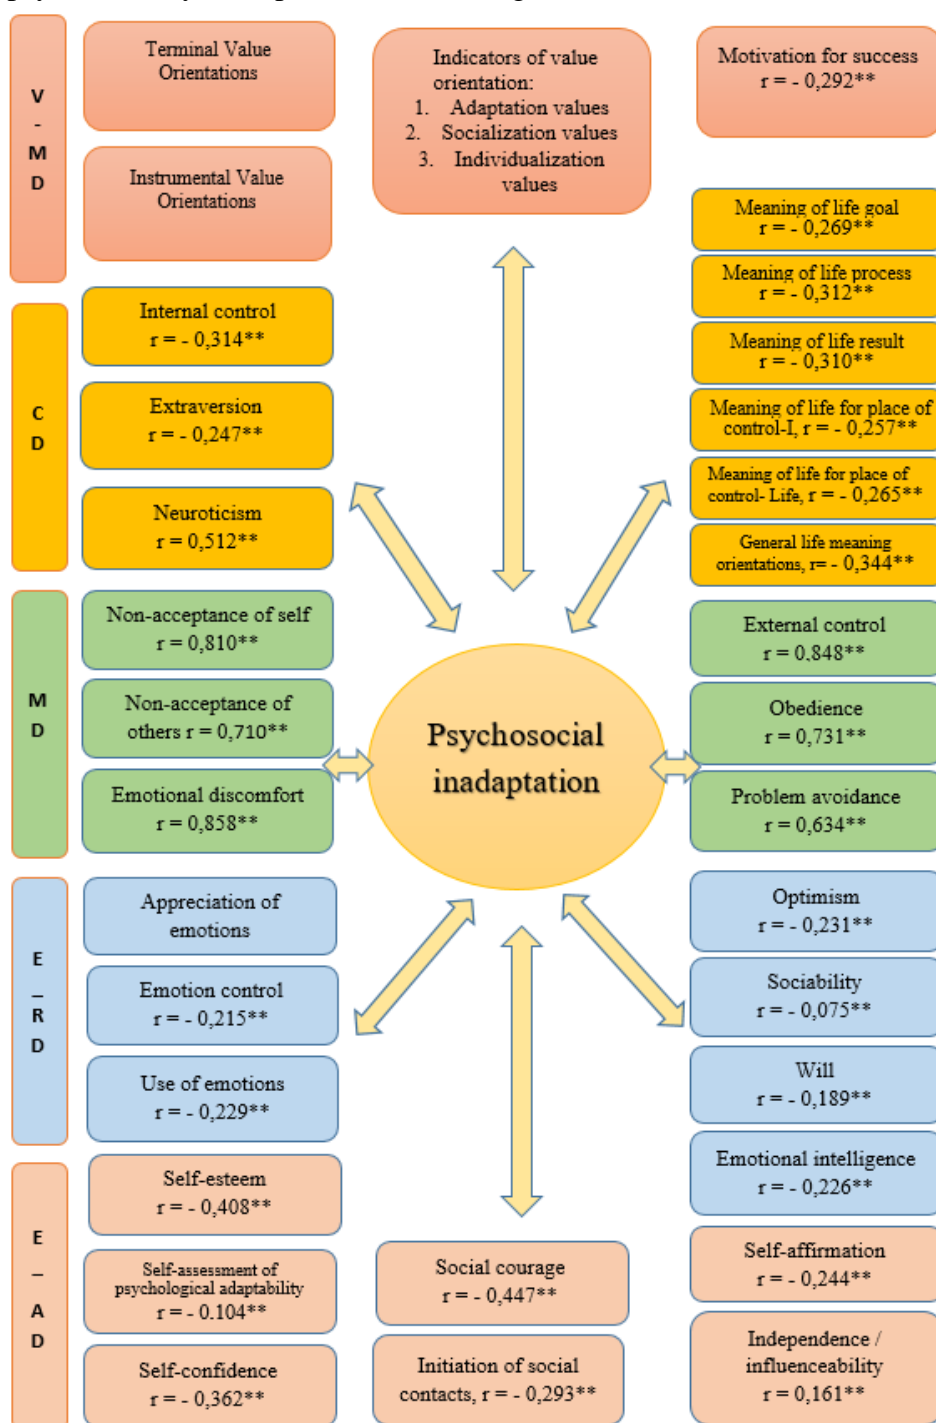 V
-
M
D
Terminal Value
Orientations
Instrumental Value
Orientations
Indicators of value
orientation:
1. Adaptation values
2. Socialization values
3. Individualization
values
Motivation for success
r = - 0,292**
Meaning of life goal
r = - 0,269**
Meaning of life process
r = - 0,312**
Meaning of life result
r = - 0,310**
Meaning of life for place of
control-I, r = - 0,257**
Meaning of life for place of
control- Life, r = - 0,265**
General life meaning
orientations, r= - 0,344**
C
D
Internal control
r = - 0,314**
Extraversion
r = - 0,247**
Neuroticism
r = 0,512**
M
D
Non-acceptance of self
r = 0,810**
Non-acceptance of
others r = 0,710**
Emotional discomfort
r = 0,858**
Psychosocial
inadaptation
External control
r = 0.848**
Obedience
r = 0,731**
Problem avoidance
r = 0,634**
E
_
R
D
Appreciation of
emotions
Emotion control
r = - 0,215**
Use of emotions
r = - 0,229**
Optimism
r = - 0,231**
Sociability
r = - 0,075**
Will
r = - 0,189**
Emotional intelligence
r = - 0,226**
E
_
A
D
Self-esteem
r = - 0,408**
Self-assessment of
psychological adaptability
r = - 0.104**
Self-confidence
r = - 0,362**
Social courage
r = - 0,447**
Initiation of social
contacts, r = - 0,293**
Self-affirmation
r = - 0,244**
Independence /
influenceability
r = 0,161**